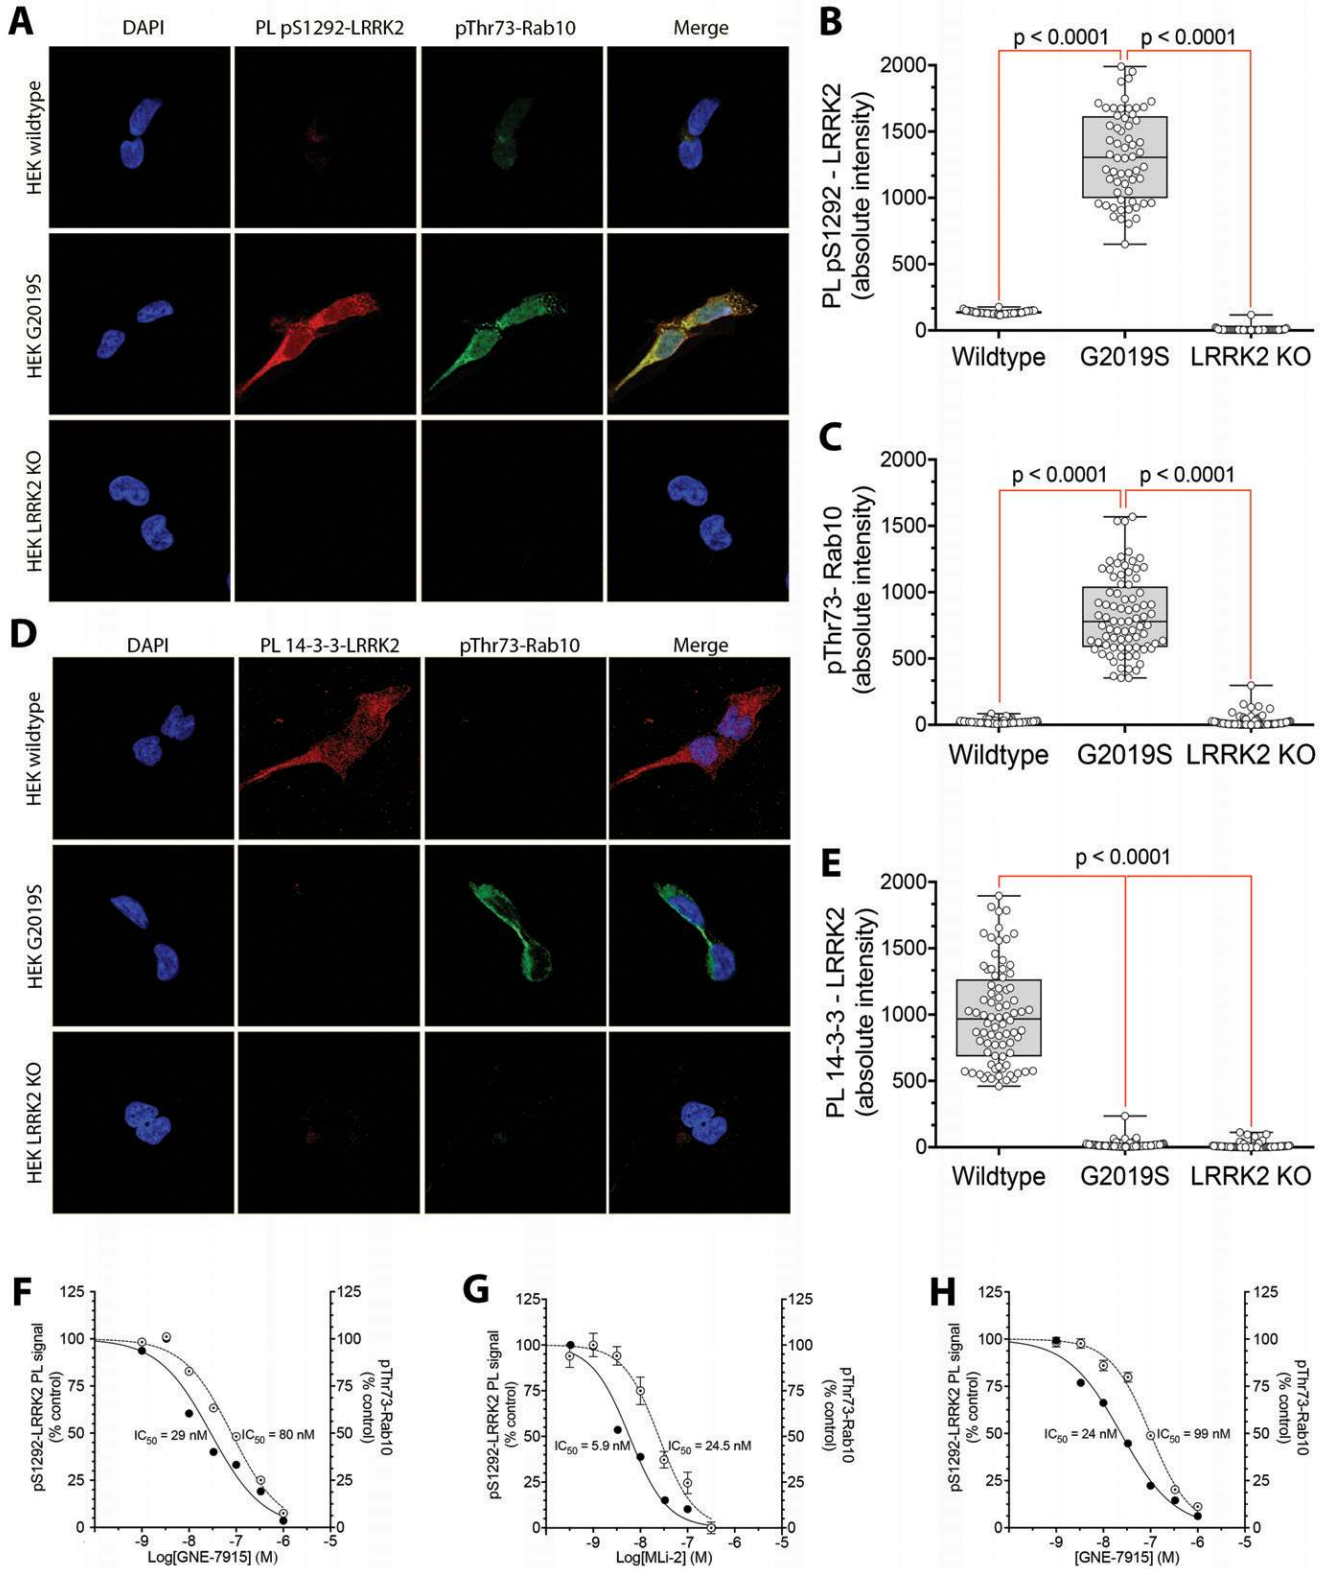 A
DAPI
PL pS1292-LRRK2
pThr73-Rab10
Merge
HEK wildtype
HEK G2019S
HEK LRRK2 KO
B
p < 0.0001
p < 0.0001
PL pS1292 - LRRK2
(absolute intensity)
2000
1500
1000
500
0
Wildtype
G2019S
LRRK2 KO
C
p < 0.0001
p < 0.0001
pThr73- Rab10
(absolute intensity)
2000
1500
1000
500
0
Wildtype
G2019S
LRRK2 KO
D
DAPI
PL 14-3-3-LRRK2
pThr73-Rab10
Merge
HEK wildtype
HEK G2019S
HEK LRRK2 KO
E
p < 0.0001
PL 14-3-3 - LRRK2
(absolute intensity)
2000
1500
1000
500
0
Wildtype
G2019S
LRRK2 KO
F
pS1292-LRRK2 PL signal
(% control)
125
100
75
50
25
0
IC50 = 29 nM
IC50 = 80 nM
125
100
75
50
25
0
pThr73-Rab10
(% control)
-9
-8
-7
-6
-5
Log[GNE-7915] (M)
G
pS1292-LRRK2 PL signal
(% control)
125
100
75
50
25
0
IC50 = 5.9 nM
IC50 = 24.5 nM
125
100
75
50
25
0
pThr73-Rab10
(% control)
-9
-8
-7
-6
-5
Log[MLi-2] (M)
H
pS1292-LRRK2 PL signal
(% control)
125
100
75
50
25
0
IC50 = 24 nM
IC50 = 99 nM
125
100
75
50
25
0
pThr73-Rab10
(% control)
-9
-8
-7
-6
-5
[GNE-7915] (M)